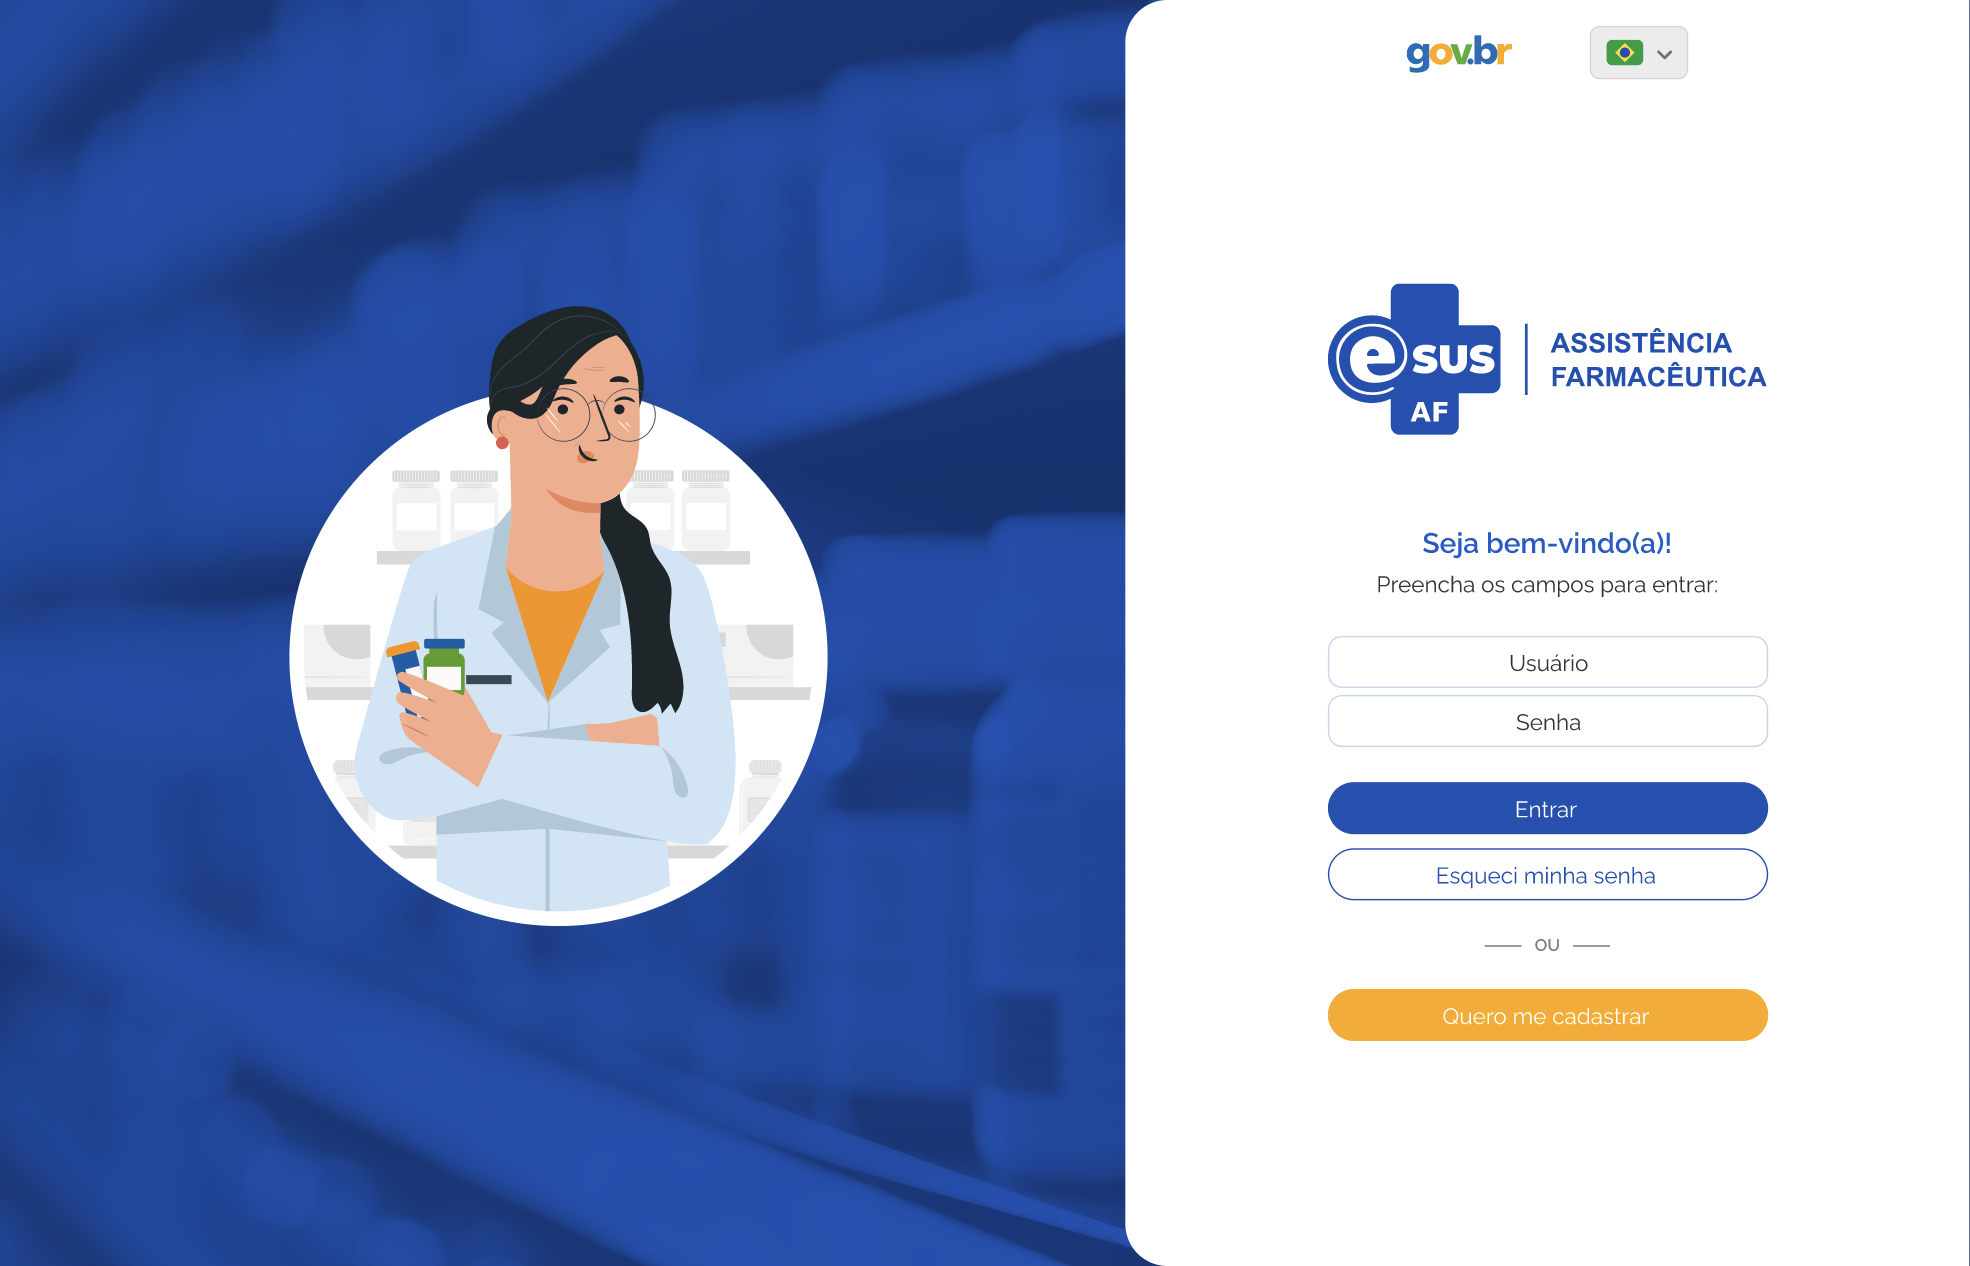 gov.br
e sus
AF
ASSISTÊNCIA
FARMACÊUTICA
Seja bem-vindo(a)!
Preencha os campos para entrar:
Usuário
Senha
Entrar
Esqueci minha senha
OU
Quero me cadastrar